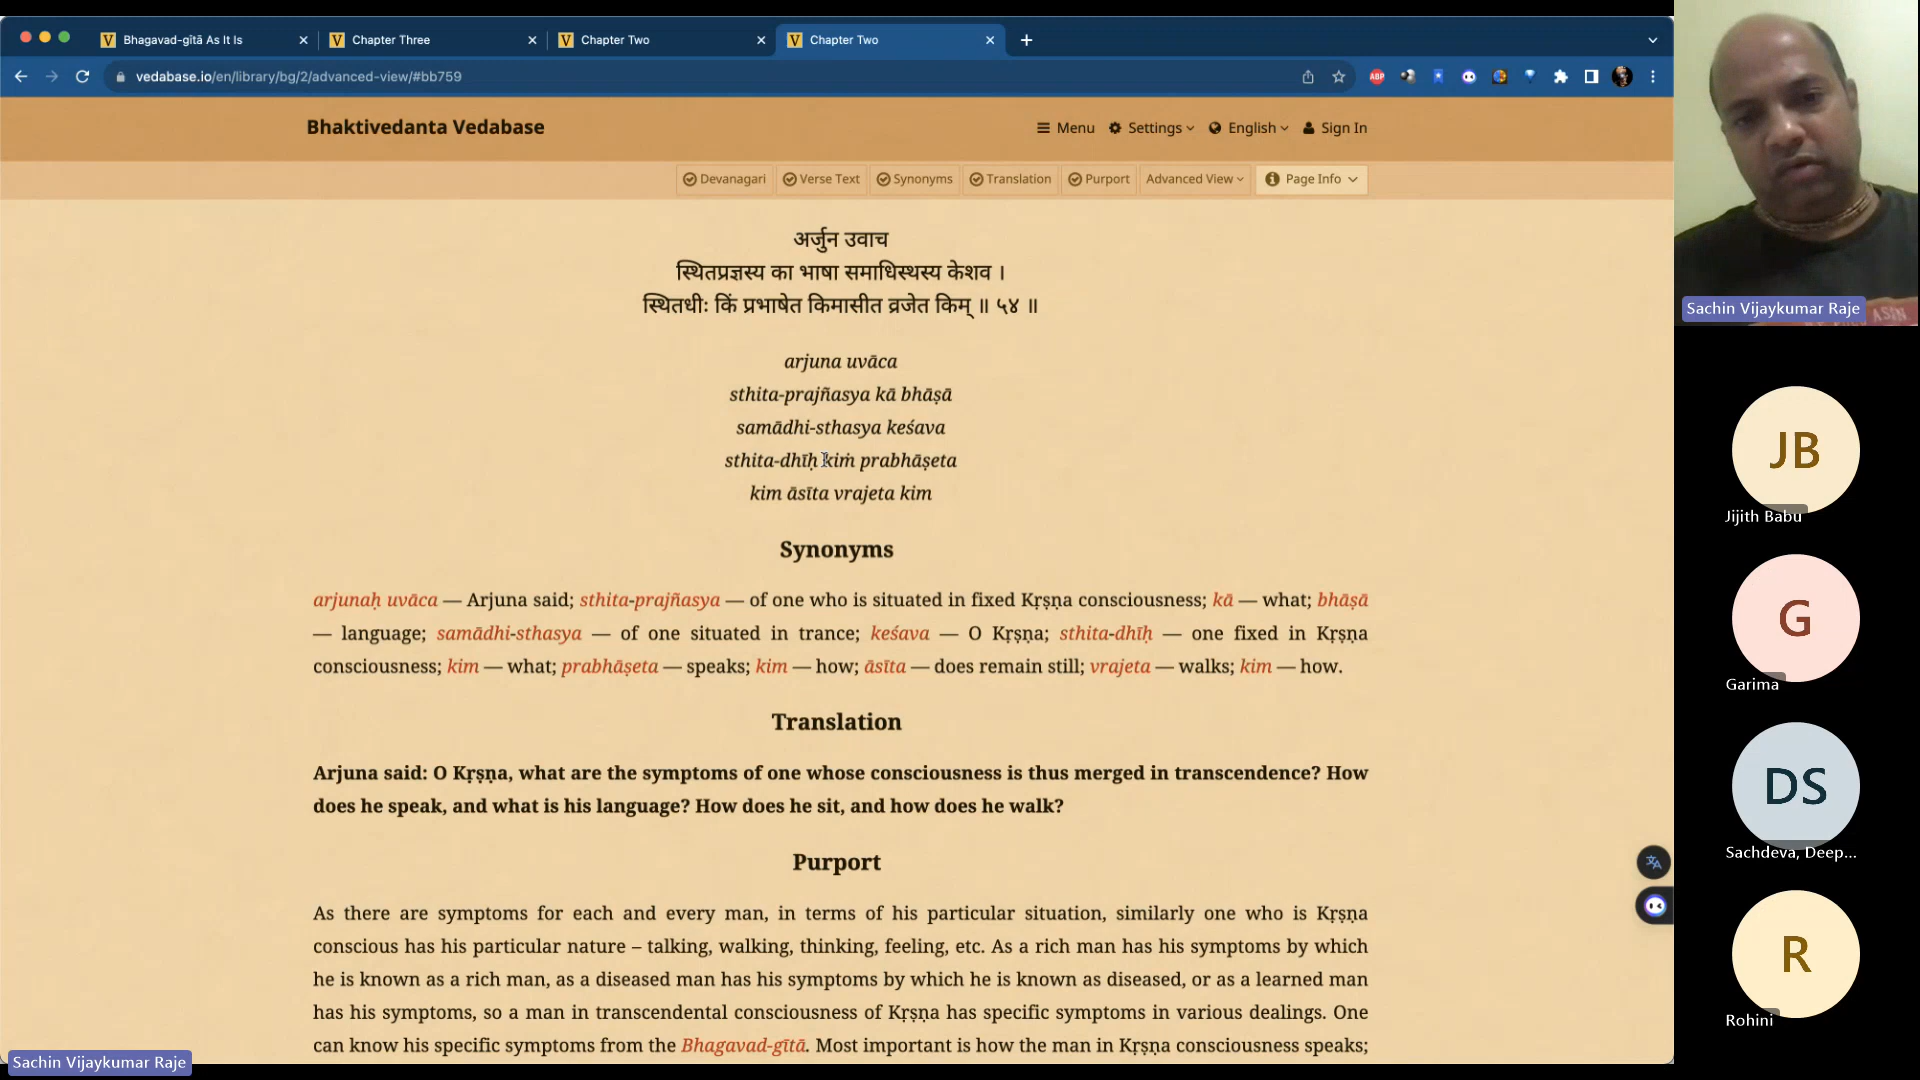 Bhagavad-gītā As It Is
Chapter Three
Chapter Two
Chapter Two
vedabase.io/en/library/bg/2/advanced-view/#bb759
ABP
Bhaktivedanta Vedabase
Menu Settings English Sign In
Devanagari Verse Text Synonyms Translation Purport Advanced View Page Info
अर्जुन उवाच
स्थितप्रज्ञस्य का भाषा समाधिस्थस्य केशव ।
स्थितधीः किं प्रभाषेत किमासीत व्रजेत किम् ॥ ५४ ॥
arjuna uvāca
sthita-prajñasya kā bhāṣā
samādhi-sthasya keśava
sthita-dhīḥ kiṁ prabhāṣeta
kim āsīta vrajeta kim
Synonyms
arjunaḥ uvāca — Arjuna said; sthita-prajñasya — of one who is situated in fixed Kṛṣṇa consciousness; kā — what; bhāṣā
— language; samādhi-sthasya — of one situated in trance; keśava — O Kṛṣṇa; sthita-dhīḥ — one fixed in Kṛṣṇa
consciousness; kim — what; prabhāṣeta — speaks; kim — how; āsīta — does remain still; vrajeta — walks; kim — how.
Translation
Arjuna said: O Kṛṣṇa, what are the symptoms of one whose consciousness is thus merged in transcendence? How
does he speak, and what is his language? How does he sit, and how does he walk?
Purport
As there are symptoms for each and every man, in terms of his particular situation, similarly one who is Kṛṣṇa
conscious has his particular nature – talking, walking, thinking, feeling, etc. As a rich man has his symptoms by which
he is known as a rich man, as a diseased man has his symptoms by which he is known as diseased, or as a learned man
has his symptoms, so a man in transcendental consciousness of Kṛṣṇa has specific symptoms in various dealings. One
can know his specific symptoms from the Bhagavad-gītā. Most important is how the man in Kṛṣṇa consciousness speaks;
Sachin Vijaykumar Raje
Sachin Vijaykumar Raje
JB
Jijith Babu
G
Garima
DS
Sachdeva, Deep...
R
Rohini